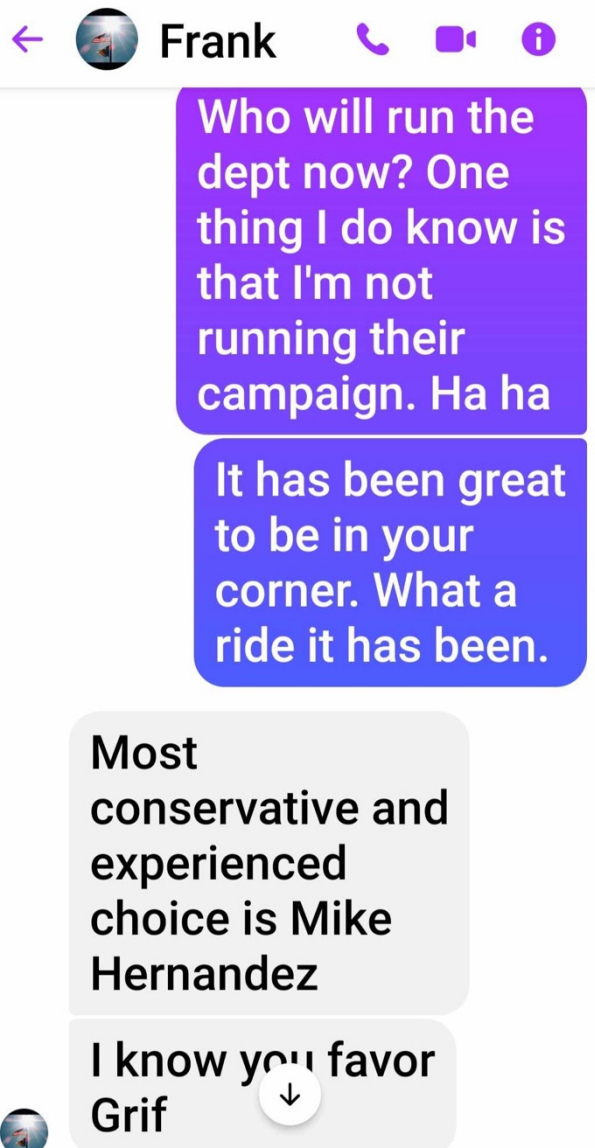 Frank
Who will run the
dept now? One
thing I do know is
that I'm not
running their
campaign. Ha ha
It has been great
to be in your
corner. What a
ride it has been.
Most
conservative and
experienced
choice is Mike
Hernandez
I know you favor
Grif